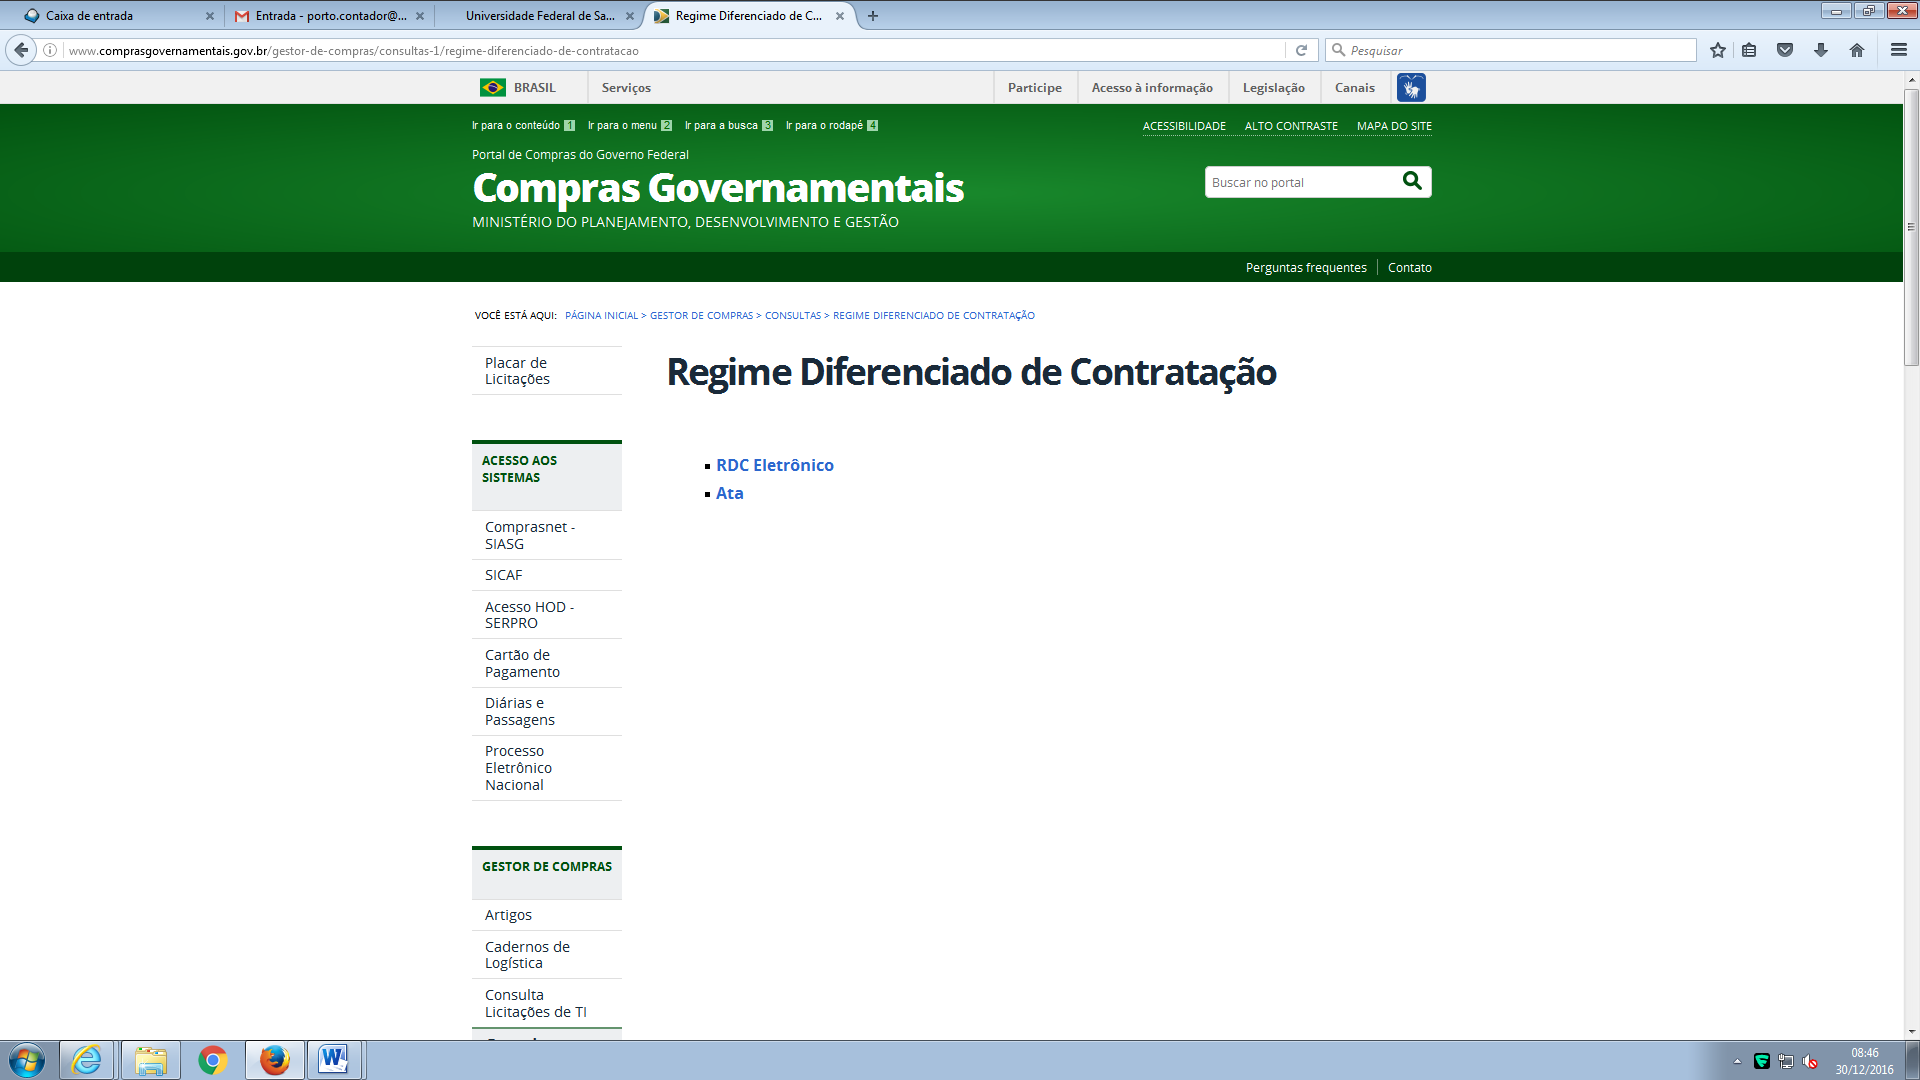 Caixa de entrada
Entrada - porto.contador@...
Universidade Federal de Sa...
Regime Diferenciado de C...
www.comprasgovernamentais.gov.br/gestor-de-compras/consultas-1/regime-diferenciado-de-contratacao
Pesquisar
BRASIL
Serviços
Participe
Acesso à informação
Legislação
Canais
Ir para o conteúdo 1 Ir para o menu 2 Ir para a busca 3 Ir para o rodapé 4
ACESSIBILIDADE ALTO CONTRASTE MAPA DO SITE
Portal de Compras do Governo Federal
Compras Governamentais
MINISTÉRIO DO PLANEJAMENTO, DESENVOLVIMENTO E GESTÃO
Buscar no portal
Perguntas frequentes
Contato
VOCÊ ESTÁ AQUI: PÁGINA INICIAL > GESTOR DE COMPRAS > CONSULTAS > REGIME DIFERENCIADO DE CONTRATAÇÃO
Placar de
Licitações
ACESSO AOS
SISTEMAS
Comprasnet -
SIASG
SICAF
Acesso HOD -
SERPRO
Cartão de
Pagamento
Diárias e
Passagens
Processo
Eletrônico
Nacional
GESTOR DE COMPRAS
Artigos
Cadernos de
Logística
Consulta
Licitações de TI
Regime Diferenciado de Contratação
RDC Eletrônico
Ata
08:46
30/12/2016